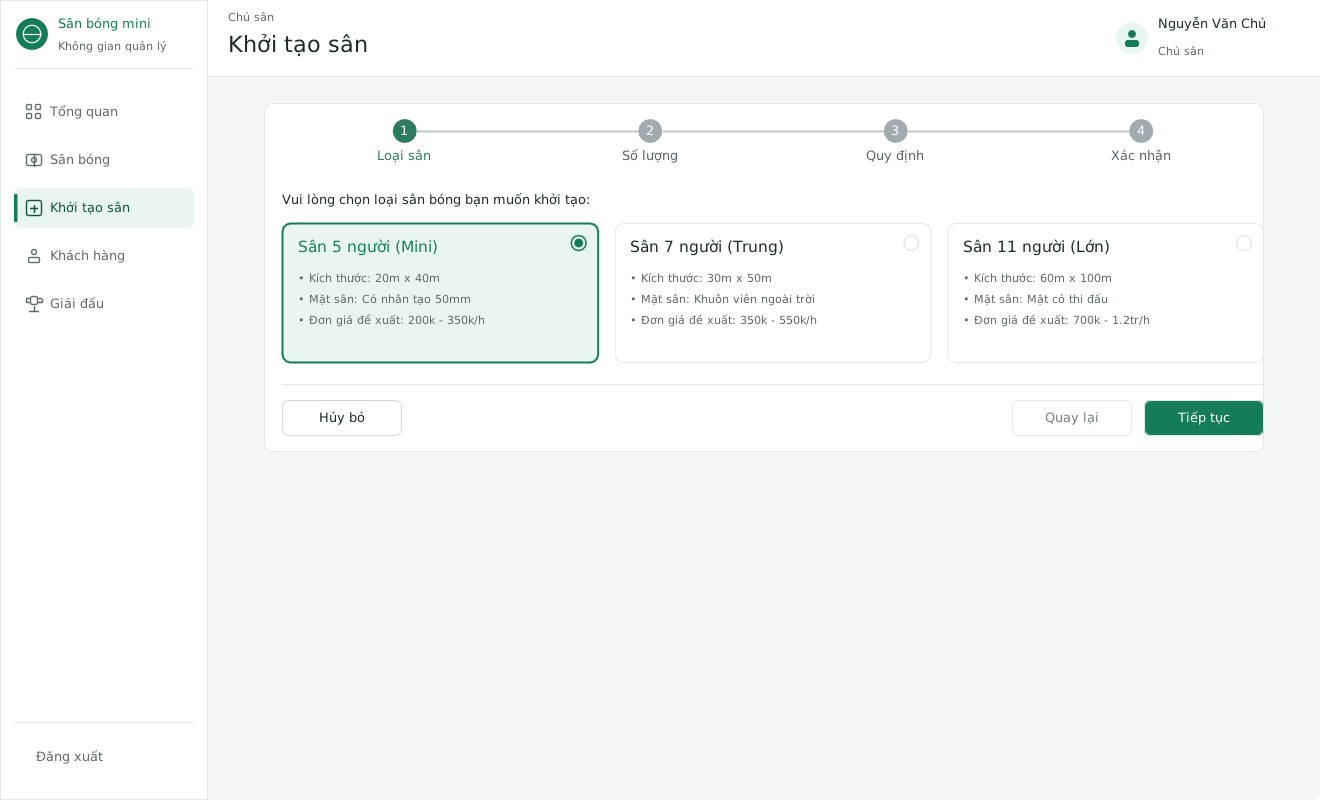 Sân bóng mini
Không gian quản lý
Tổng quan
Sân bóng
Khởi tạo sân
Khách hàng
Giải đấu
Đăng xuất
Chủ sân
Khởi tạo sân
Nguyễn Văn Chủ
Chủ sân
1
2
3
4
Loại sân
Số lượng
Quy định
Xác nhận
Vui lòng chọn loại sân bóng bạn muốn khởi tạo:
Sân 5 người (Mini)
• Kích thước: 20m x 40m
• Mặt sân: Cỏ nhân tạo 50mm
• Đơn giá đề xuất: 200k - 350k/h
Sân 7 người (Trung)
• Kích thước: 30m x 50m
• Mặt sân: Khuôn viên ngoài trời
• Đơn giá đề xuất: 350k - 550k/h
Sân 11 người (Lớn)
• Kích thước: 60m x 100m
• Mặt sân: Mặt cỏ thi đấu
• Đơn giá đề xuất: 700k - 1.2tr/h
Hủy bỏ
Quay lại
Tiếp tục